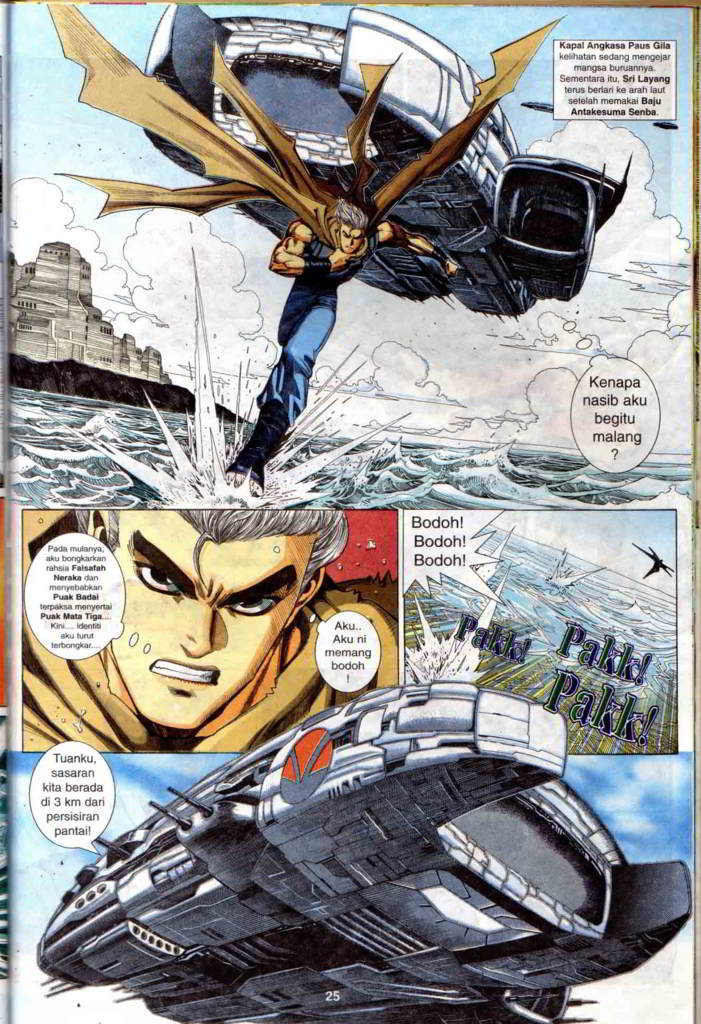 Kapal Angkasa Paus Gila
kelihatan sedang mengejar
mangsa buruannya.
Sementara itu, Sri Layang
terus berlari ke arah laut
setelah memakai Baju
Antakesuma Senba.
Kenapa
nasib aku
begitu
malang
?
Pada mulanya,
aku bongkarkan
rahsia Falsafah
Neraka dan
menyebabkan
Puak Badai
terpaksa menyertai
Puak Mata Tiga....
Kini.... identiti
aku turut
terbongkar....
Aku..
Aku ni
memang
bodoh
!
Bodoh!
Bodoh!
Bodoh!
Pakk!
Pakk!
Pakk!
Tuanku,
sasaran
kita berada
di 3 km dari
persisiran
pantai!
25